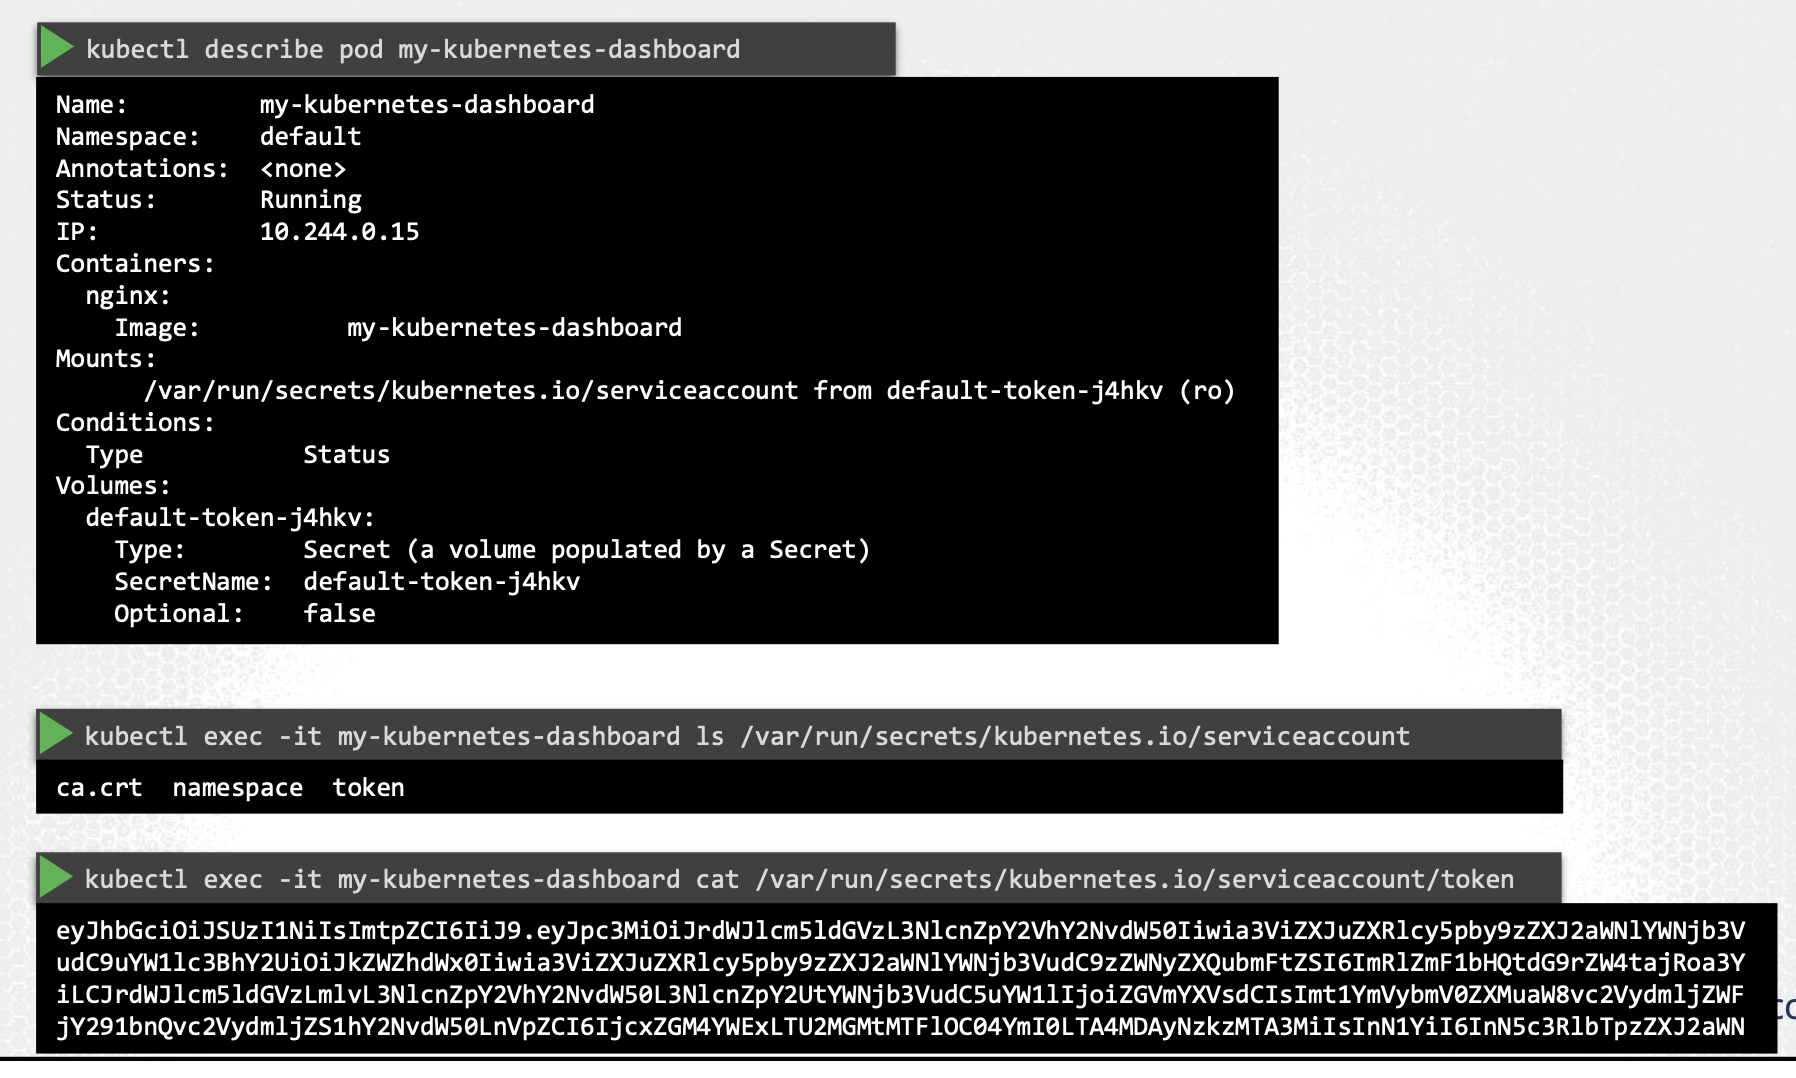 kubectl describe pod my-kubernetes-dashboard
Name:         my-kubernetes-dashboard
Namespace:    default
Annotations:  <none>
Status:       Running
IP:           10.244.0.15
Containers:
  nginx:
    Image:          my-kubernetes-dashboard
Mounts:
      /var/run/secrets/kubernetes.io/serviceaccount from default-token-j4hkv (ro)
Conditions:
  Type           Status
Volumes:
  default-token-j4hkv:
    Type:        Secret (a volume populated by a Secret)
    SecretName:  default-token-j4hkv
    Optional:    false
kubectl exec -it my-kubernetes-dashboard ls /var/run/secrets/kubernetes.io/serviceaccount
ca.crt  namespace  token
kubectl exec -it my-kubernetes-dashboard cat /var/run/secrets/kubernetes.io/serviceaccount/token
eyJhbGciOiJSUzI1NiIsImtpZCI6IiJ9.eyJpc3MiOiJrdWJlcm5ldGVzL3NlcnZpY2VhY2NvdW50Iiwia3ViZXJuZXRlcy5pby9zZXJ2aWNlYWNjb3V
udC9uYW1lc3BhY2UiOiJkZWZhdWx0Iiwia3ViZXJuZXRlcy5pby9zZXJ2aWNlYWNjb3VudC9zZWNyZXQubmFtZSI6ImRlZmF1bHQtdG9rZW4tajRoa3Y
iLCJrdWJlcm5ldGVzLmlvL3NlcnZpY2VhY2NvdW50L3NlcnZpY2UtYWNjb3VudC5uYW1lIjoiZGVmYXVsdCIsImt1YmVybmV0ZXMuaW8vc2VydmljZWF
jY291bnQvc2VydmljZS1hY2NvdW50LnVpZCI6IjcxZGM4YWExLTU2MGMtMTFlOC04YmI0LTA4MDAyNzkzMTA3MiIsInN1YiI6InN5c3RlbTpzZXJ2aWN